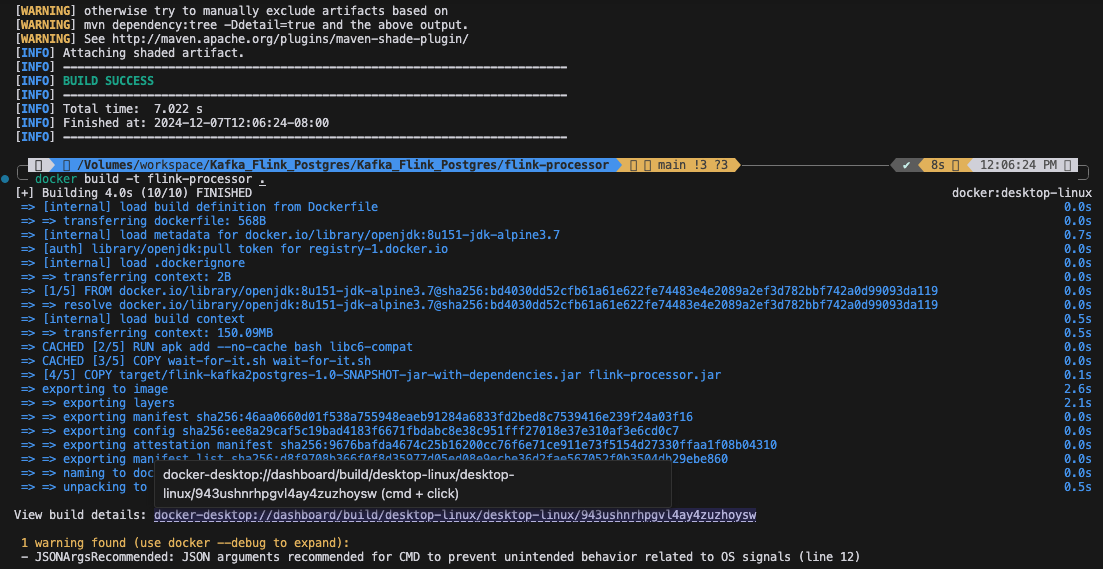 [WARNING] otherwise try to manually exclude artifacts based on
[WARNING] mvn dependency:tree -Ddetail=true and the above output.
[WARNING] See http://maven.apache.org/plugins/maven-shade-plugin/
[INFO] Attaching shaded artifact.
[INFO] ------------------------------------------------------------------------
[INFO] BUILD SUCCESS
[INFO] ------------------------------------------------------------------------
[INFO] Total time:  7.022 s
[INFO] Finished at: 2024-12-07T12:06:24-08:00
[INFO] ------------------------------------------------------------------------
/Volumes/workspace/Kafka_Flink_Postgres/Kafka_Flink_Postgres/flink-processor main !3 ?3 ✔ 8s 12:06:24 PM
docker build -t flink-processor .
[+] Building 4.0s (10/10) FINISHED docker:desktop-linux
=> [internal] load build definition from Dockerfile 0.0s
=> => transferring dockerfile: 568B 0.0s
=> [internal] load metadata for docker.io/library/openjdk:8u151-jdk-alpine3.7 0.7s
=> [auth] library/openjdk:pull token for registry-1.docker.io 0.0s
=> [internal] load .dockerignore 0.0s
=> => transferring context: 2B 0.0s
=> [1/5] FROM docker.io/library/openjdk:8u151-jdk-alpine3.7@sha256:bd4030dd52cfb61a61e622fe74483e4e2089a2ef3d782bbf742a0d99093da119 0.0s
=> => resolve docker.io/library/openjdk:8u151-jdk-alpine3.7@sha256:bd4030dd52cfb61a61e622fe74483e4e2089a2ef3d782bbf742a0d99093da119 0.0s
=> [internal] load build context 0.5s
=> => transferring context: 150.09MB 0.5s
=> CACHED [2/5] RUN apk add --no-cache bash libc6-compat 0.0s
=> CACHED [3/5] COPY wait-for-it.sh wait-for-it.sh 0.0s
=> [4/5] COPY target/flink-kafka2postgres-1.0-SNAPSHOT-jar-with-dependencies.jar flink-processor.jar 0.1s
=> exporting to image 2.6s
=> => exporting layers 2.1s
=> => exporting manifest sha256:46aa0660d01f538a755948eaeb91284a6833fd2bed8c7539416e239f24a03f16 0.0s
=> => exporting config sha256:ee8a29caf5c19bad4183f6671fbdabc8e38c951fff27018e37e310af3e6cd0c7 0.0s
=> => exporting attestation manifest sha256:9676bafda4674c25b16200cc76f6e71ce911e73f5154d27330ffaa1f08b04310 0.0s
=> => exporting manifest list 0.0s
=> => naming to doc 0.0s
=> => unpacking to 0.5s
docker-desktop://dashboard/build/desktop-linux/desktop-
linux/943ushnrhpgvl4ay4zuzhoysw (cmd + click)
View build details: docker-desktop://dashboard/build/desktop-linux/desktop-linux/943ushnrhpgvl4ay4zuzhoysw
1 warning found (use docker --debug to expand):
- JSONArgsRecommended: JSON arguments recommended for CMD to prevent unintended behavior related to OS signals (line 12)